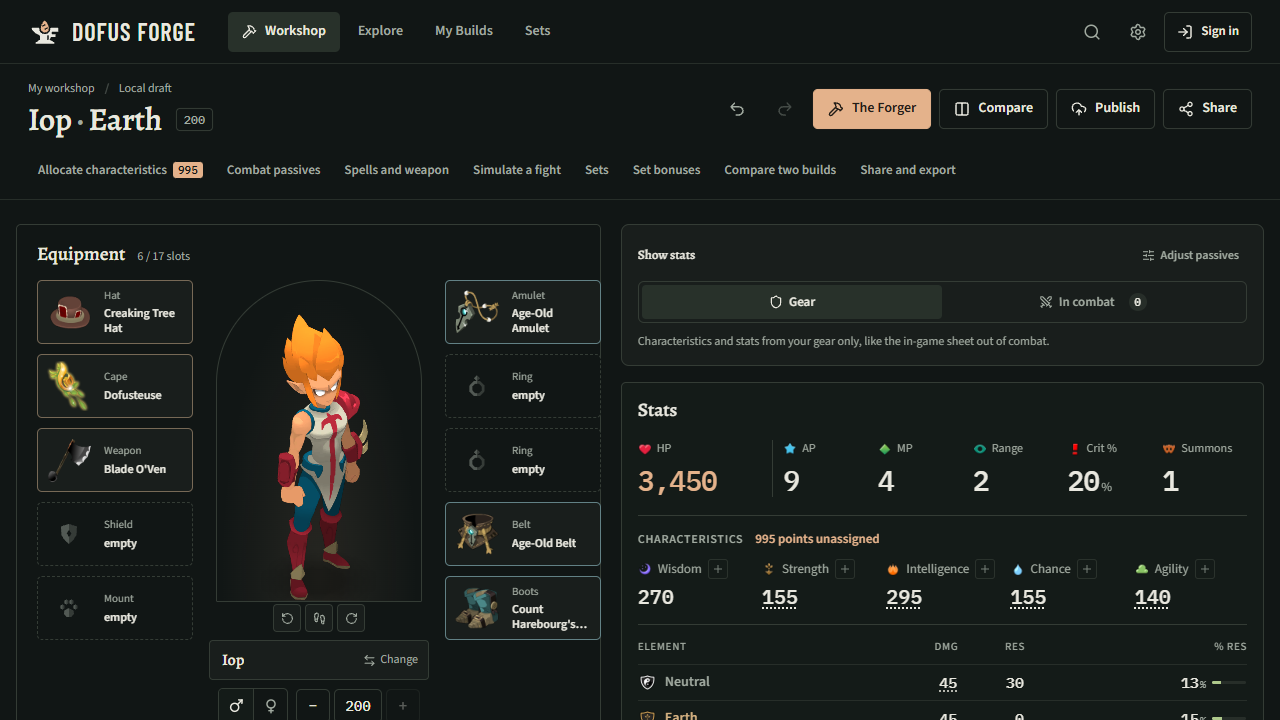 DOFUS FORGE
Workshop
Explore
My Builds
Sets
Sign in
My workshop / Local draft
Iop · Earth 200
The Forger
Compare
Publish
Share
Allocate characteristics 995
Combat passives
Spells and weapon
Simulate a fight
Sets
Set bonuses
Compare two builds
Share and export
Equipment 6 / 17 slots
Hat
Creaking Tree
Hat
Cape
Dofusteuse
Weapon
Blade O'Ven
Shield
empty
Mount
empty
Amulet
Age-Old
Amulet
Ring
empty
Ring
empty
Belt
Age-Old Belt
Boots
Count
Harebourg's...
Iop
Change
− 200 +
Show stats
Adjust passives
Gear
In combat 0
Characteristics and stats from your gear only, like the in-game sheet out of combat.
Stats
HP AP MP Range Crit % Summons
3,450 9 4 2 20% 1
CHARACTERISTICS 995 points unassigned
Wisdom + Strength + Intelligence + Chance + Agility +
270 155 295 155 140
ELEMENT DMG RES % RES
Neutral 45 30 13%
Earth 45 0 15%